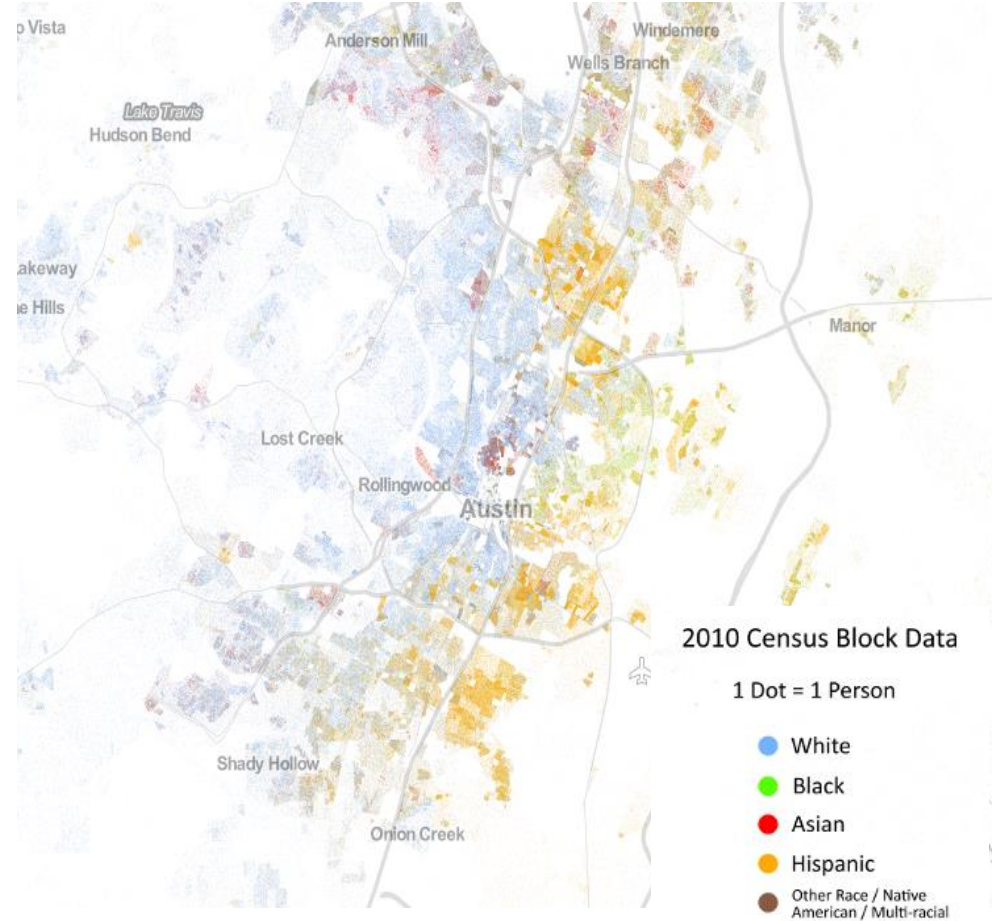 o Vista
Anderson Mill
Windemere
Wells Branch
Lake Travis
Hudson Bend
akeway
e Hills
Manor
Lost Creek
Rollingwood
Austin
Shady Hollow
Onion Creek
2010 Census Block Data
1 Dot = 1 Person
White
Black
Asian
Hispanic
Other Race / Native
American / Multi-racial